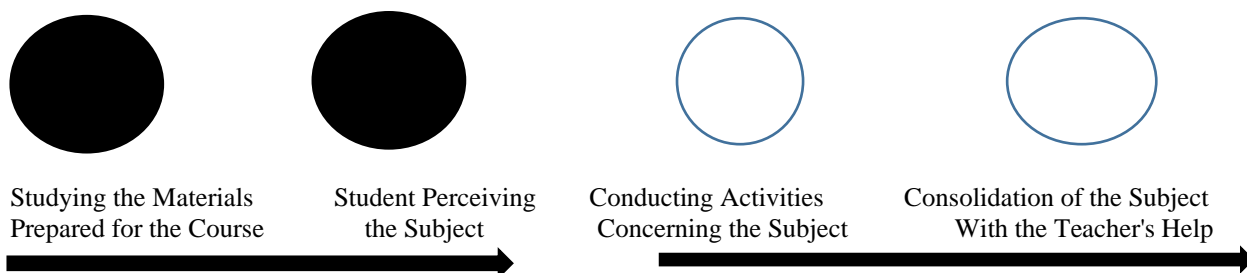 Studying the Materials
Prepared for the Course
Student Perceiving
the Subject
Conducting Activities
Concerning the Subject
Consolidation of the Subject
With the Teacher's Help